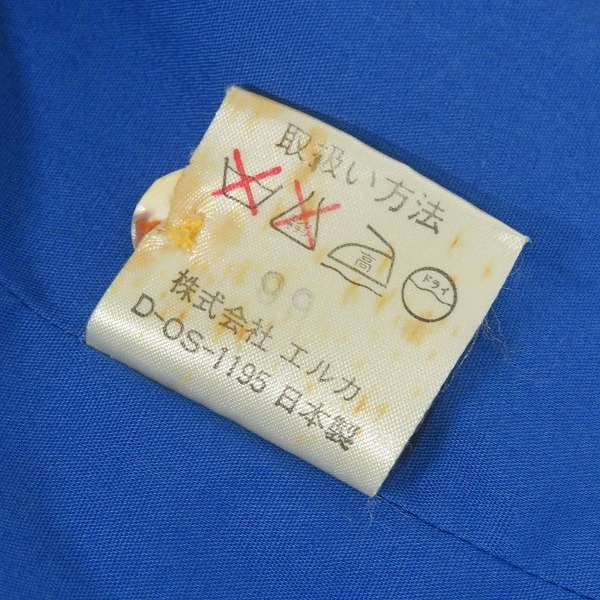 取扱い方法
高
ドライ
99
株式会社 エルカ
D-OS-1195 日本製